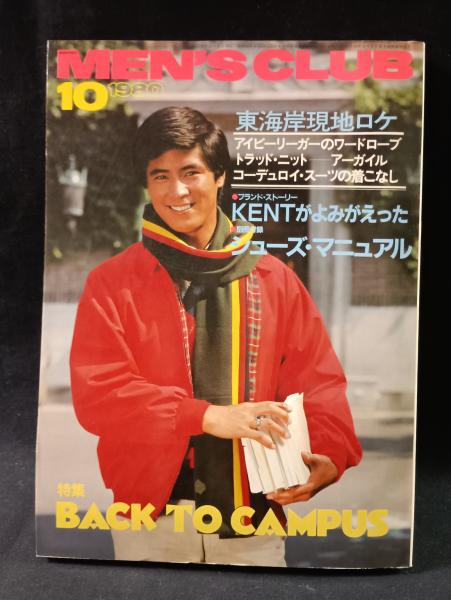 MEN'S CLUB
10 1980
東海岸現地ロケ
アイビーリーガーのワードローブ
トラッド・ニット アーガイル
コーデュロイ・スーツの着こなし
●ブランド・ストーリー
KENTがよみがえった
シューズ・マニュアル
特集
BACK TO CAMPUS